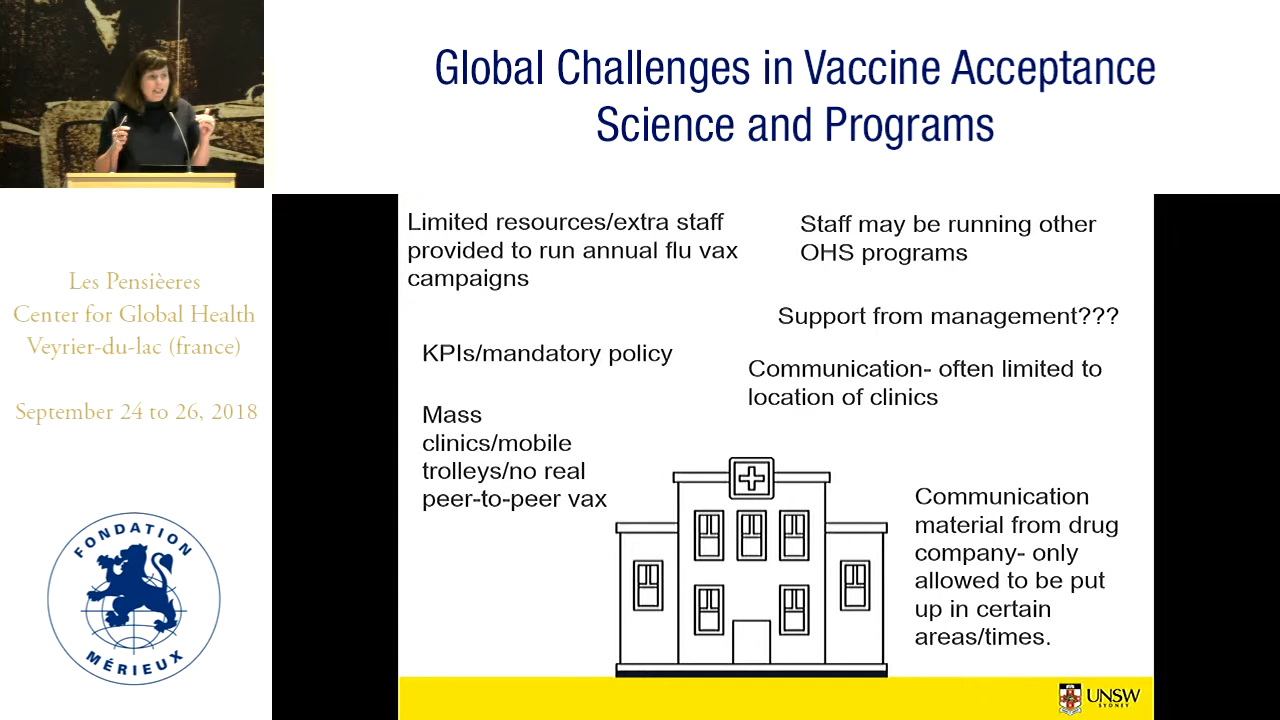 Global Challenges in Vaccine Acceptance
Science and Programs
Les Pensièeres
Center for Global Health
Veyrier-du-lac (france)
September 24 to 26, 2018
FONDATION
MÉRIEUX
Limited resources/extra staff
provided to run annual flu vax
campaigns
Staff may be running other
OHS programs
Support from management???
KPIs/mandatory policy
Communication- often limited to
location of clinics
Mass
clinics/mobile
trolleys/no real
peer-to-peer vax
Communication
material from drug
company- only
allowed to be put
up in certain
areas/times.
UNSW
SYDNEY